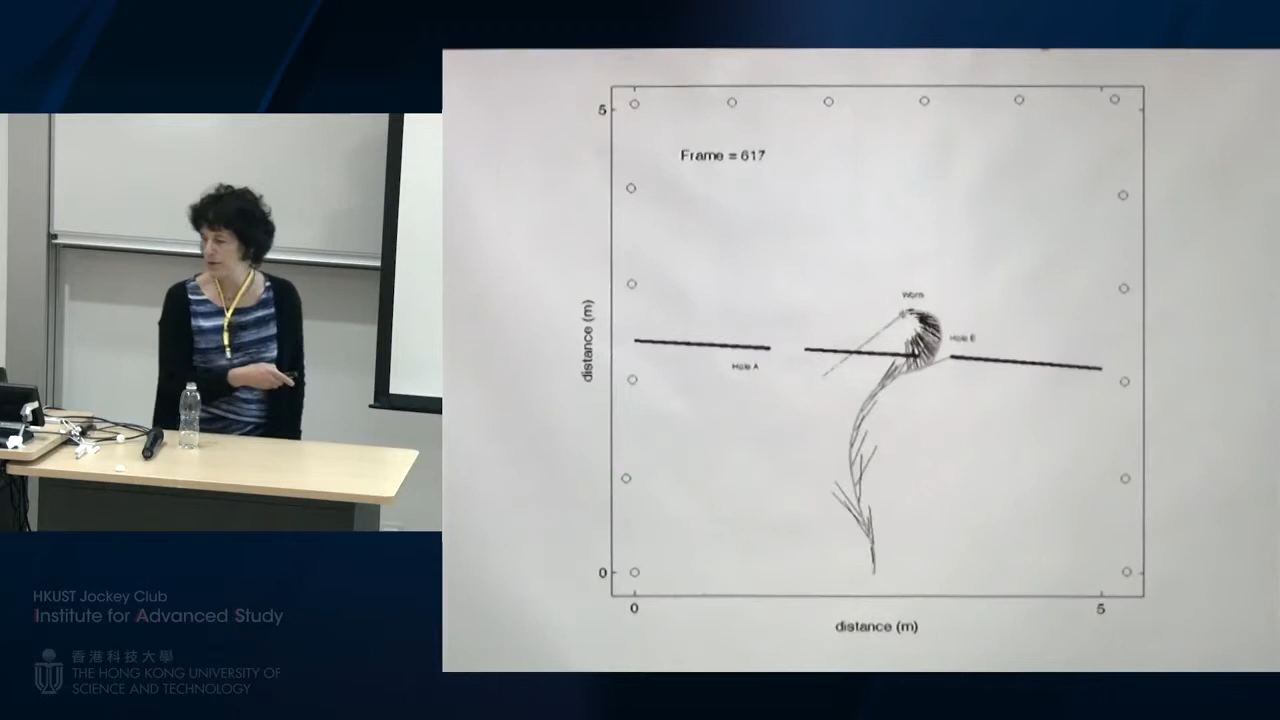 5
Frame = 617
Worm
Hole B
Hole A
distance (m)
0
0
5
distance (m)
HKUST Jockey Club
Institute for Advanced Study
香港科技大學
THE HONG KONG UNIVERSITY OF
SCIENCE AND TECHNOLOGY